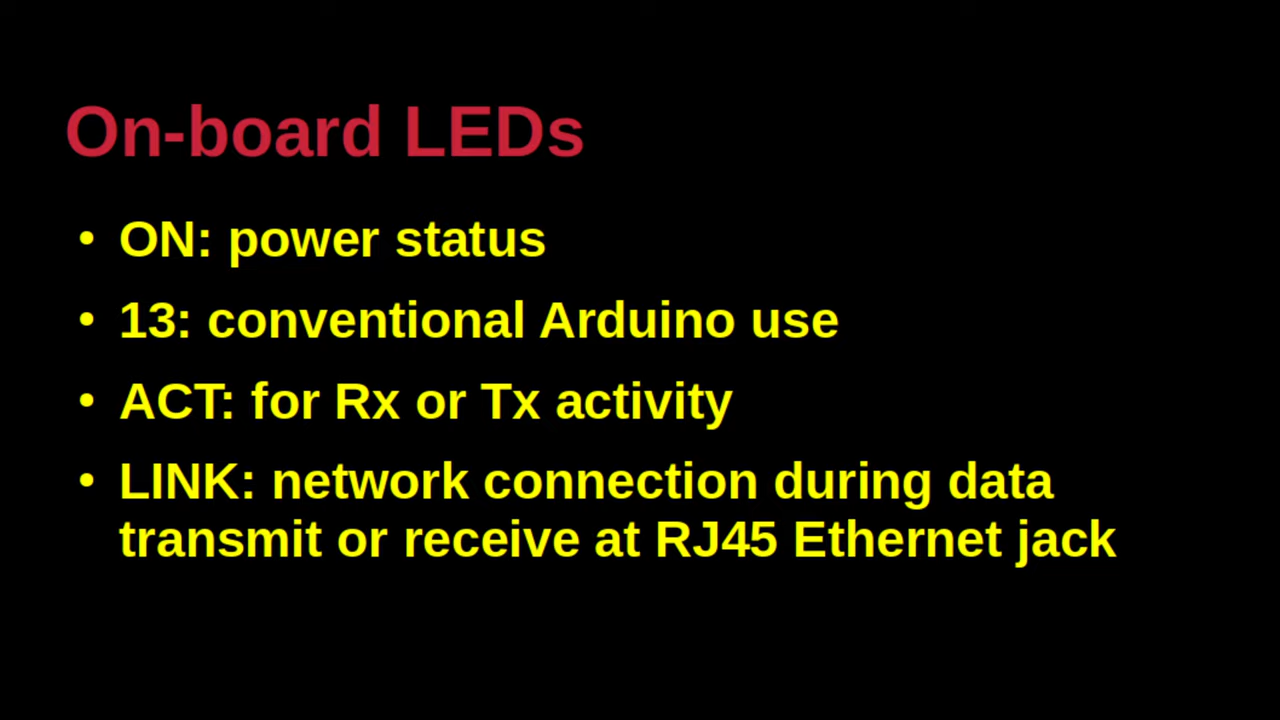 On-board LEDs
• ON: power status
• 13: conventional Arduino use
• ACT: for Rx or Tx activity
• LINK: network connection during data
transmit or receive at RJ45 Ethernet jack